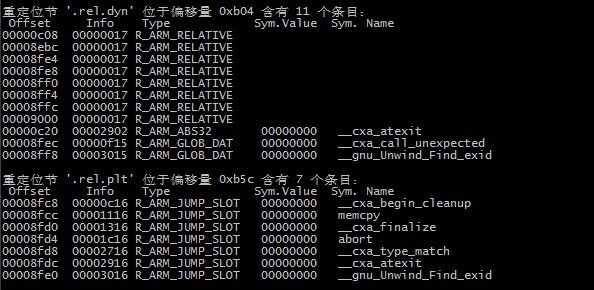 重定位节 '.rel.dyn' 位于偏移量 0xb04 含有 11 个条目：
Offset Info Type Sym.Value Sym. Name
00000c08 00000017 R_ARM_RELATIVE
00008ebc 00000017 R_ARM_RELATIVE
00008fe4 00000017 R_ARM_RELATIVE
00008fe8 00000017 R_ARM_RELATIVE
00008ff0 00000017 R_ARM_RELATIVE
00008ff4 00000017 R_ARM_RELATIVE
00008ffc 00000017 R_ARM_RELATIVE
00009000 00000017 R_ARM_RELATIVE
00000c20 00002902 R_ARM_ABS32 00000000 __cxa_atexit
00008fec 00000f15 R_ARM_GLOB_DAT 00000000 __cxa_call_unexpected
00008ff8 00003015 R_ARM_GLOB_DAT 00000000 __gnu_Unwind_Find_exid
重定位节 '.rel.plt' 位于偏移量 0xb5c 含有 7 个条目：
Offset Info Type Sym.Value Sym. Name
00008fc8 00000c16 R_ARM_JUMP_SLOT 00000000 __cxa_begin_cleanup
00008fcc 00001116 R_ARM_JUMP_SLOT 00000000 memcpy
00008fd0 00001316 R_ARM_JUMP_SLOT 00000000 __cxa_finalize
00008fd4 00001c16 R_ARM_JUMP_SLOT 00000000 abort
00008fd8 00002716 R_ARM_JUMP_SLOT 00000000 __cxa_type_match
00008fdc 00002916 R_ARM_JUMP_SLOT 00000000 __cxa_atexit
00008fe0 00003016 R_ARM_JUMP_SLOT 00000000 __gnu_Unwind_Find_exid